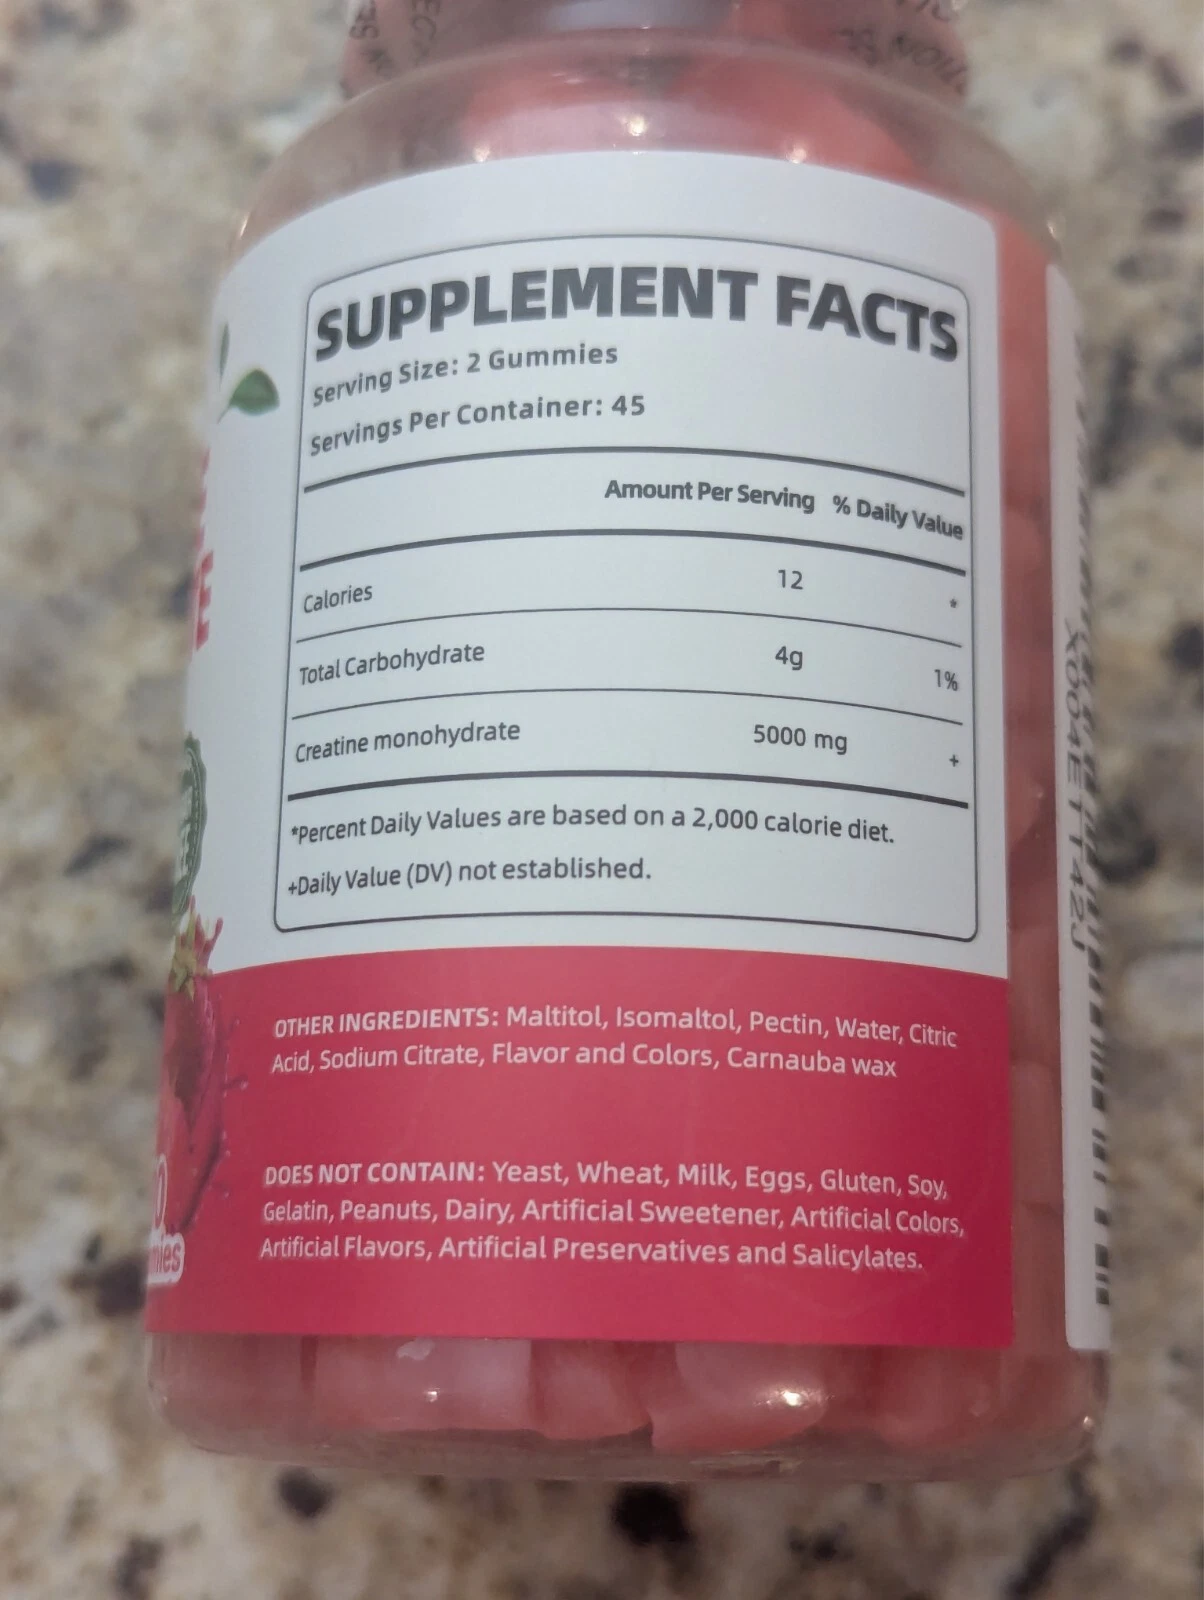 SUPPLEMENT FACTS
Serving Size: 2 Gummies
Servings Per Container: 45
Amount Per Serving % Daily Value
Calories 12 *
Total Carbohydrate 4g 1%
Creatine monohydrate 5000 mg +
*Percent Daily Values are based on a 2,000 calorie diet.
+Daily Value (DV) not established.
OTHER INGREDIENTS: Maltitol, Isomaltol, Pectin, Water, Citric
Acid, Sodium Citrate, Flavor and Colors, Carnauba wax
DOES NOT CONTAIN: Yeast, Wheat, Milk, Eggs, Gluten, Soy,
Gelatin, Peanuts, Dairy, Artificial Sweetener, Artificial Colors,
Artificial Flavors, Artificial Preservatives and Salicylates.
X004ET142J